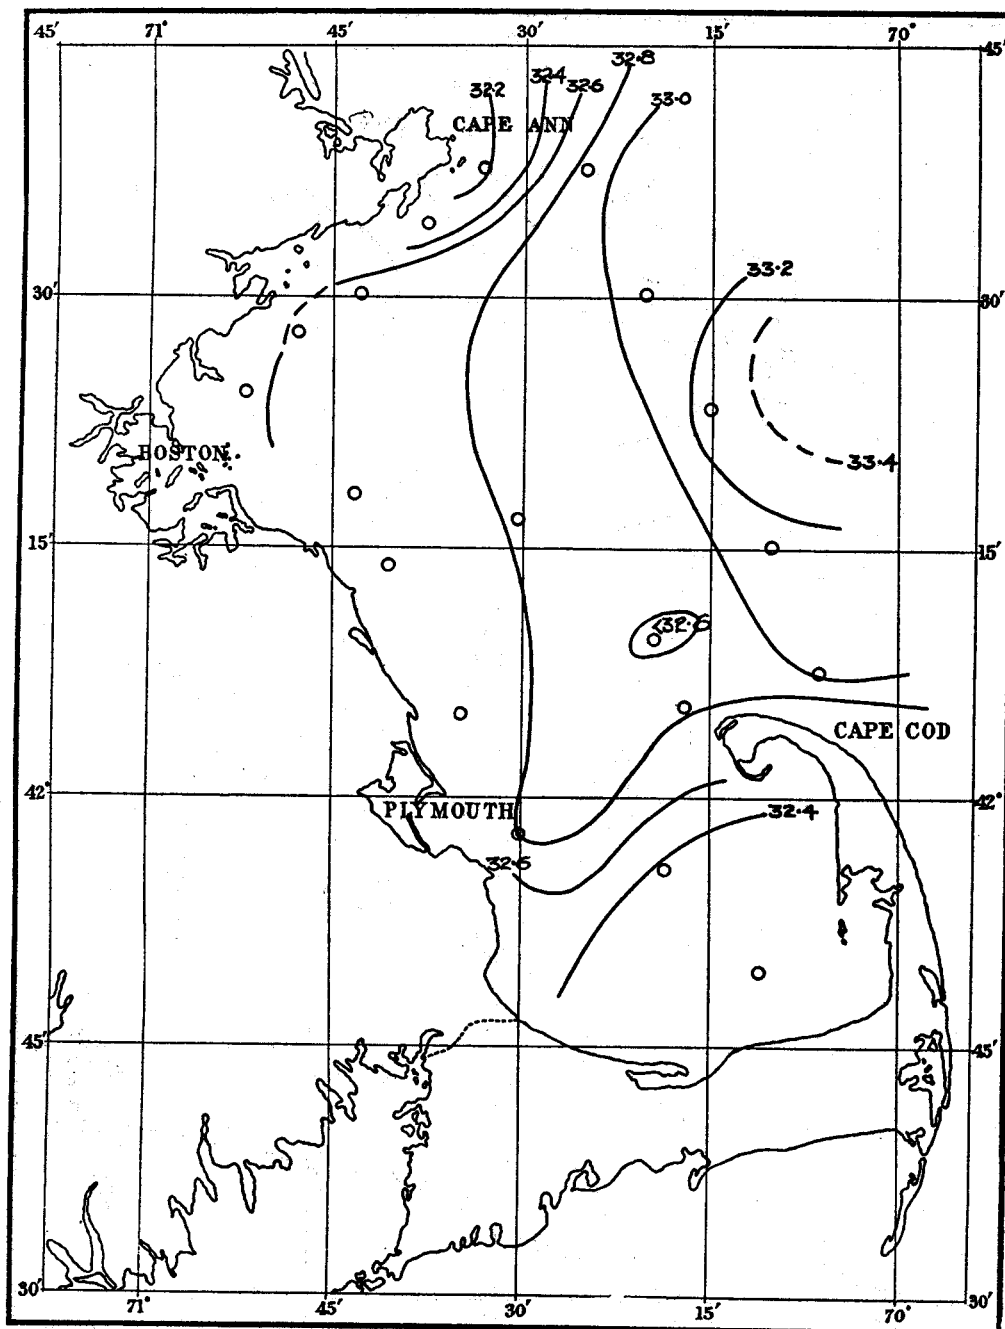 45′ 71° 45′ 30′ 15′ 70° 45′
32·2 32·4 32·6 32·8 33·0
CAPE ANN
33·2
30′ 30′
BOSTON 33·4
15′ 15′
<32·6
CAPE COD
42° 42°
PLYMOUTH 32·4
32·6
45′ 45′
30′ 30′
71° 45′ 30′ 15′ 70°